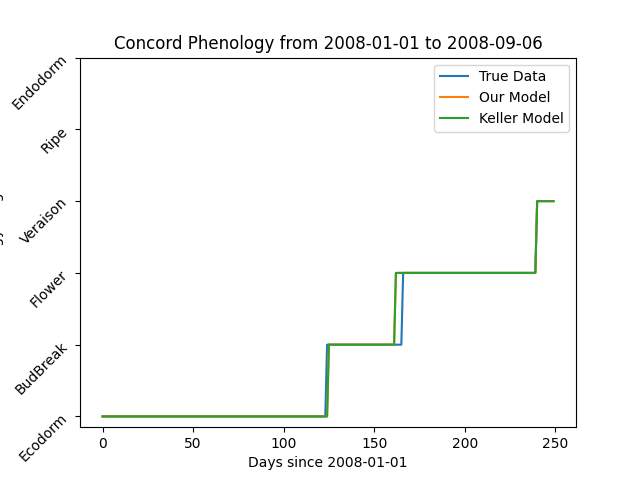 Concord Phenology from 2008-01-01 to 2008-09-06
True Data
Our Model
Keller Model
Endodorm
Ripe
Veraison
Flower
BudBreak
Ecodorm
0 50 100 150 200 250
Days since 2008-01-01